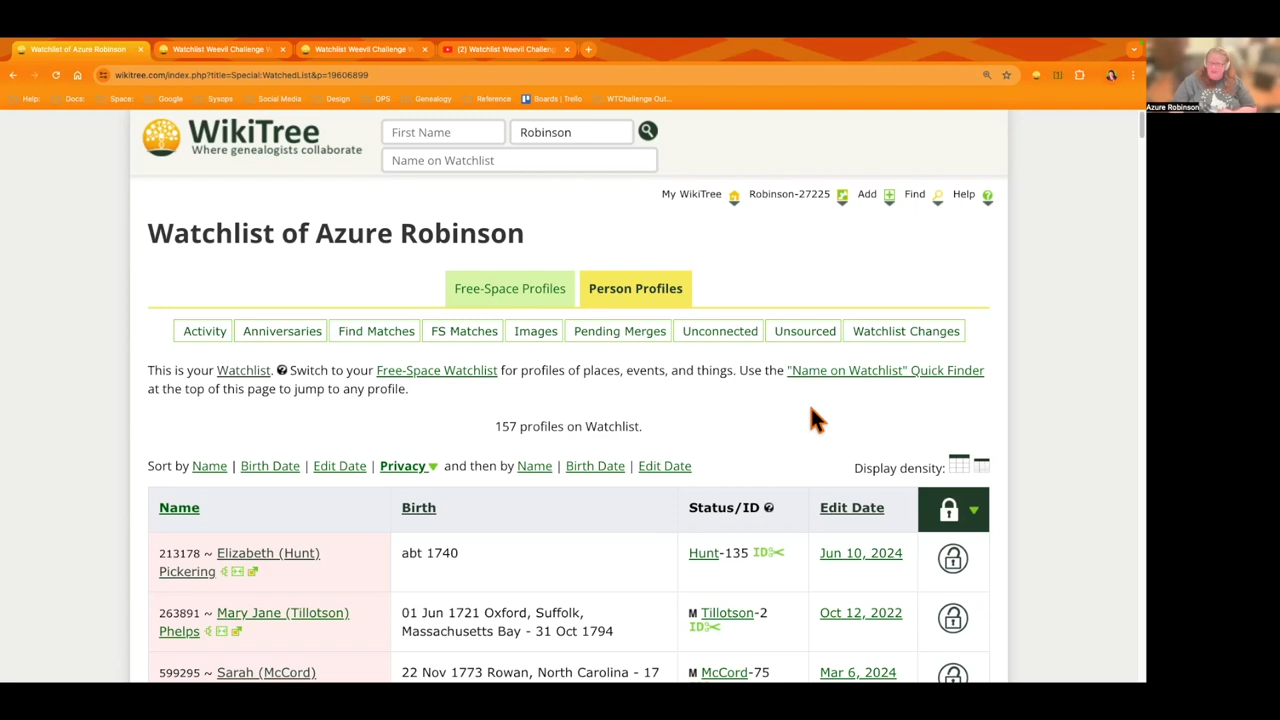 Watchlist of Azure Robinson
Watchlist Weevil Challenge
Watchlist Weevil Challenge
(2) Watchlist Weevil Challeng
wikitree.com/index.php?title=Special:WatchedList&p=19606899
Help: Docs: Space: Google Sysops Social Media Design OPS Genealogy Reference Boards | Trello WTChallenge Out...
Azure Robinson
WikiTree
Where genealogists collaborate
First Name Robinson
Name on Watchlist
My WikiTree Robinson-27225 Add Find Help
Watchlist of Azure Robinson
Free-Space Profiles Person Profiles
Activity Anniversaries Find Matches FS Matches Images Pending Merges Unconnected Unsourced Watchlist Changes
This is your Watchlist. Switch to your Free-Space Watchlist for profiles of places, events, and things. Use the "Name on Watchlist" Quick Finder
at the top of this page to jump to any profile.
157 profiles on Watchlist.
Sort by Name | Birth Date | Edit Date | Privacy and then by Name | Birth Date | Edit Date Display density:
Name Birth Status/ID Edit Date
213178 ~ Elizabeth (Hunt) abt 1740 Hunt-135 ID Jun 10, 2024
Pickering
263891 ~ Mary Jane (Tillotson) 01 Jun 1721 Oxford, Suffolk, M Tillotson-2 Oct 12, 2022
Phelps Massachusetts Bay - 31 Oct 1794 ID
599295 ~ Sarah (McCord) 22 Nov 1773 Rowan, North Carolina - 17 M McCord-75 Mar 6, 2024